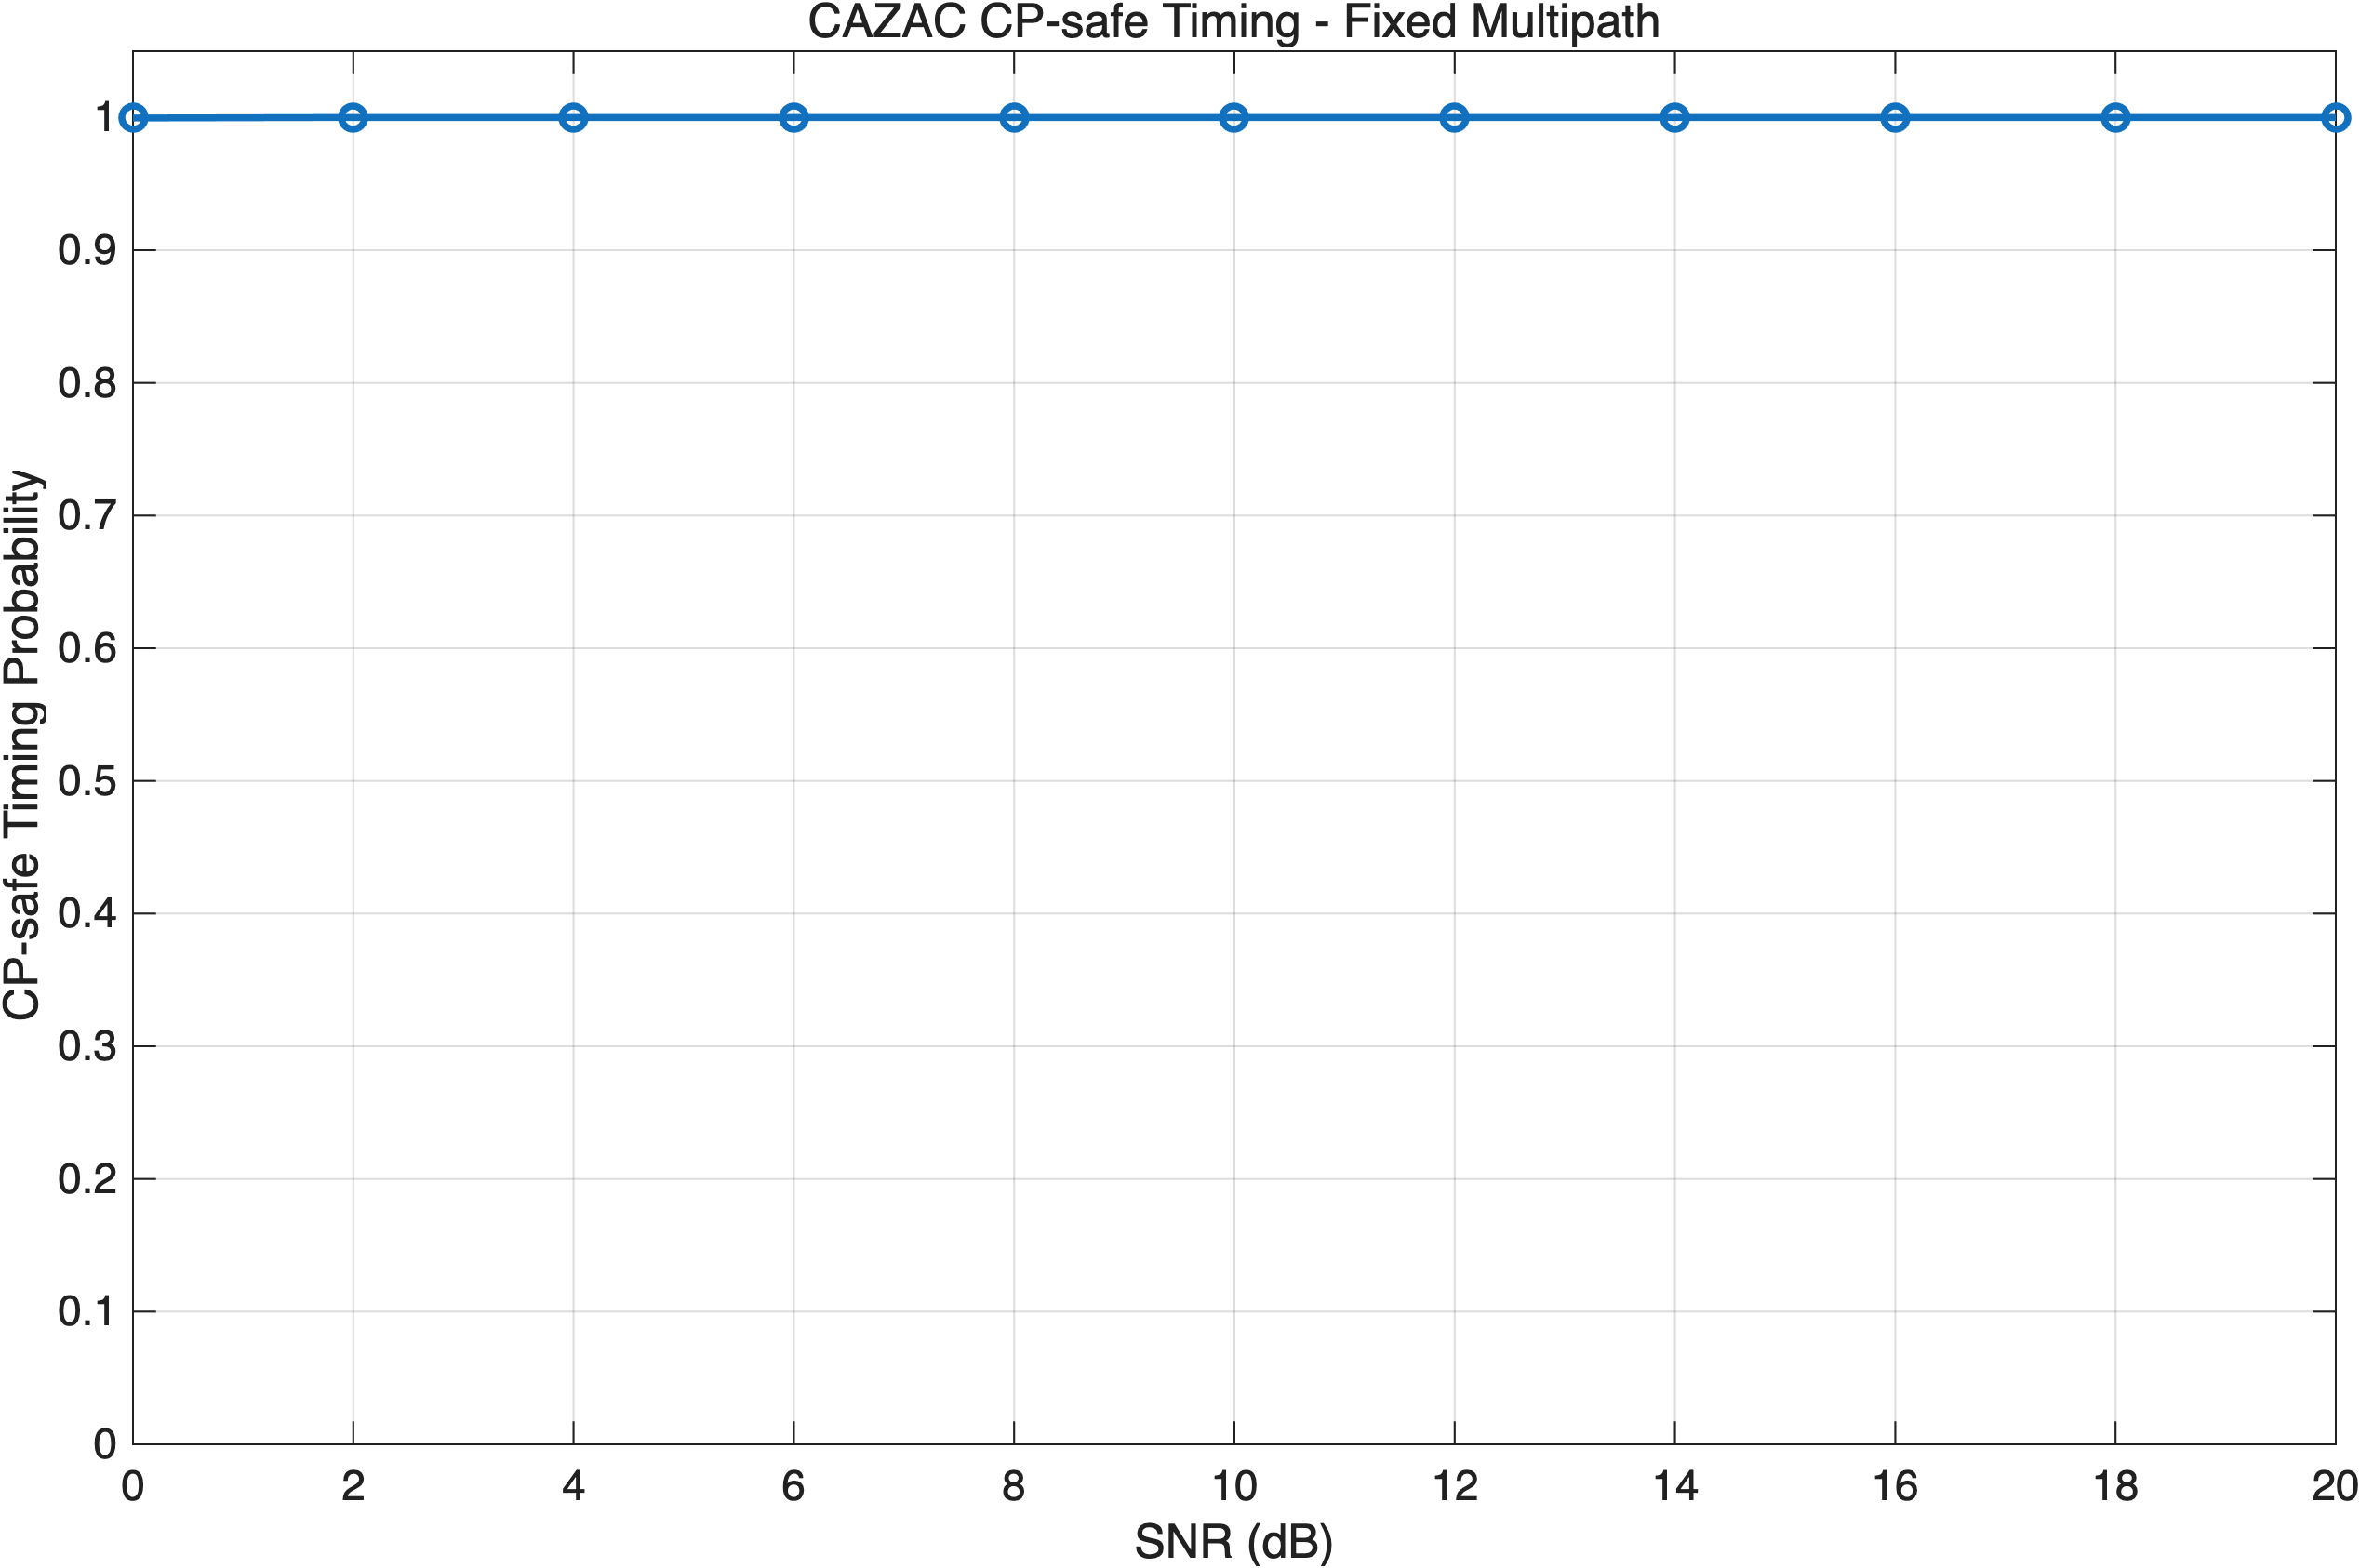 CAZAC CP-safe Timing - Fixed Multipath
CP-safe Timing Probability
1
0.9
0.8
0.7
0.6
0.5
0.4
0.3
0.2
0.1
0
0 2 4 6 8 10 12 14 16 18 20
SNR (dB)